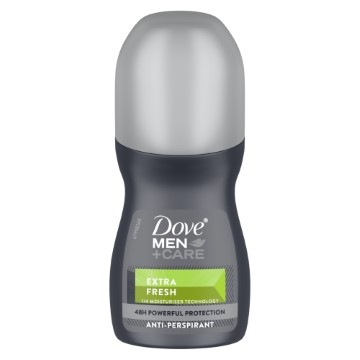 Dove
MEN
+CARE
EXTRA
FRESH
1/4 MOISTURISER TECHNOLOGY
48H POWERFUL PROTECTION
ANTI-PERSPIRANT